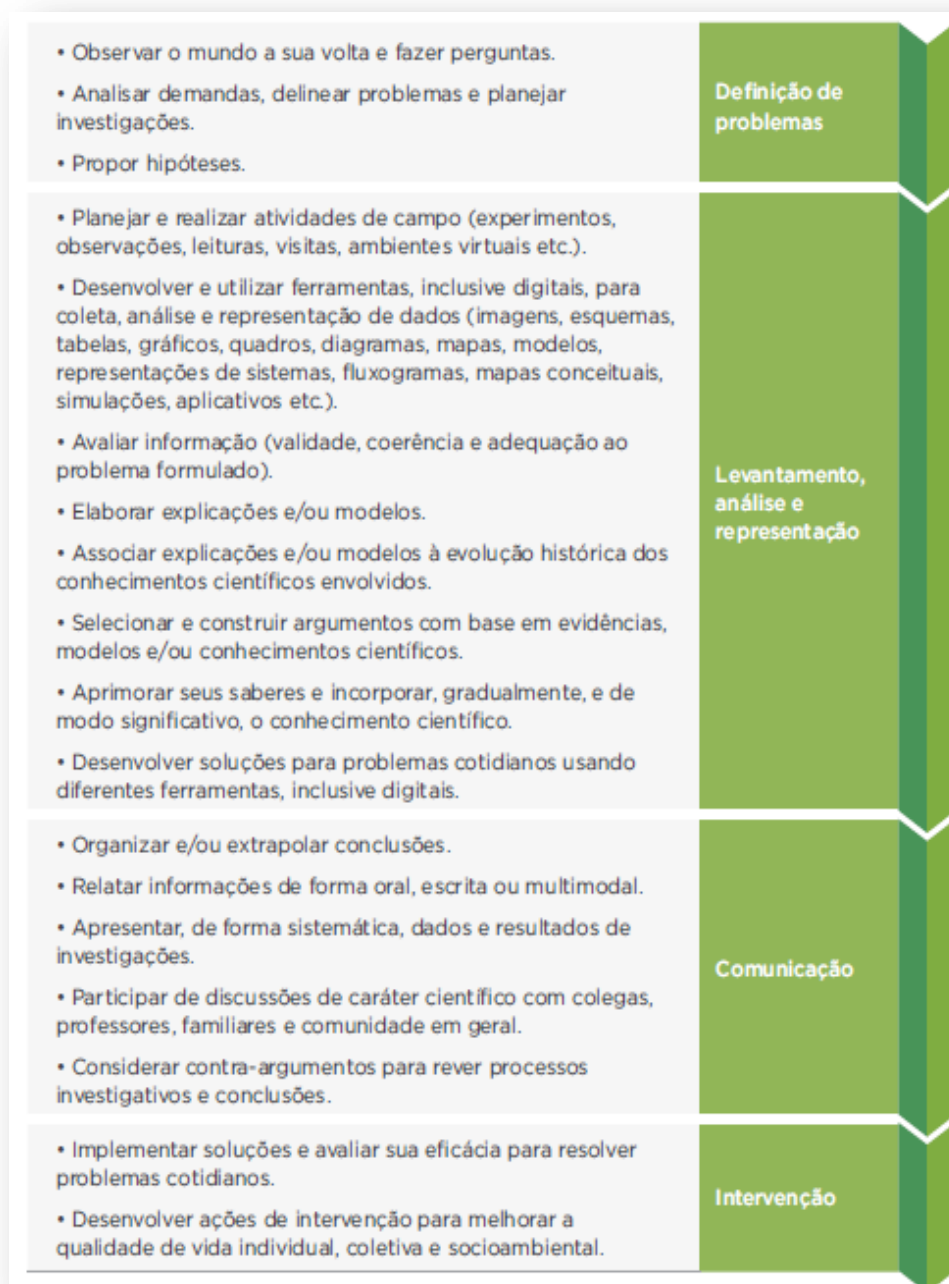 • Observar o mundo a sua volta e fazer perguntas.
• Analisar demandas, delinear problemas e planejar
investigações.
• Propor hipóteses.
Definição de
problemas
• Planejar e realizar atividades de campo (experimentos,
observações, leituras, visitas, ambientes virtuais etc.).
• Desenvolver e utilizar ferramentas, inclusive digitais, para
coleta, análise e representação de dados (imagens, esquemas,
tabelas, gráficos, quadros, diagramas, mapas, modelos,
representações de sistemas, fluxogramas, mapas conceituais,
simulações, aplicativos etc.).
• Avaliar informação (validade, coerência e adequação ao
problema formulado).
• Elaborar explicações e/ou modelos.
• Associar explicações e/ou modelos à evolução histórica dos
conhecimentos científicos envolvidos.
• Selecionar e construir argumentos com base em evidências,
modelos e/ou conhecimentos científicos.
• Aprimorar seus saberes e incorporar, gradualmente, e de
modo significativo, o conhecimento científico.
• Desenvolver soluções para problemas cotidianos usando
diferentes ferramentas, inclusive digitais.
Levantamento,
análise e
representação
• Organizar e/ou extrapolar conclusões.
• Relatar informações de forma oral, escrita ou multimodal.
• Apresentar, de forma sistemática, dados e resultados de
investigações.
• Participar de discussões de caráter científico com colegas,
professores, familiares e comunidade em geral.
• Considerar contra-argumentos para rever processos
investigativos e conclusões.
Comunicação
• Implementar soluções e avaliar sua eficácia para resolver
problemas cotidianos.
• Desenvolver ações de intervenção para melhorar a
qualidade de vida individual, coletiva e socioambiental.
Intervenção